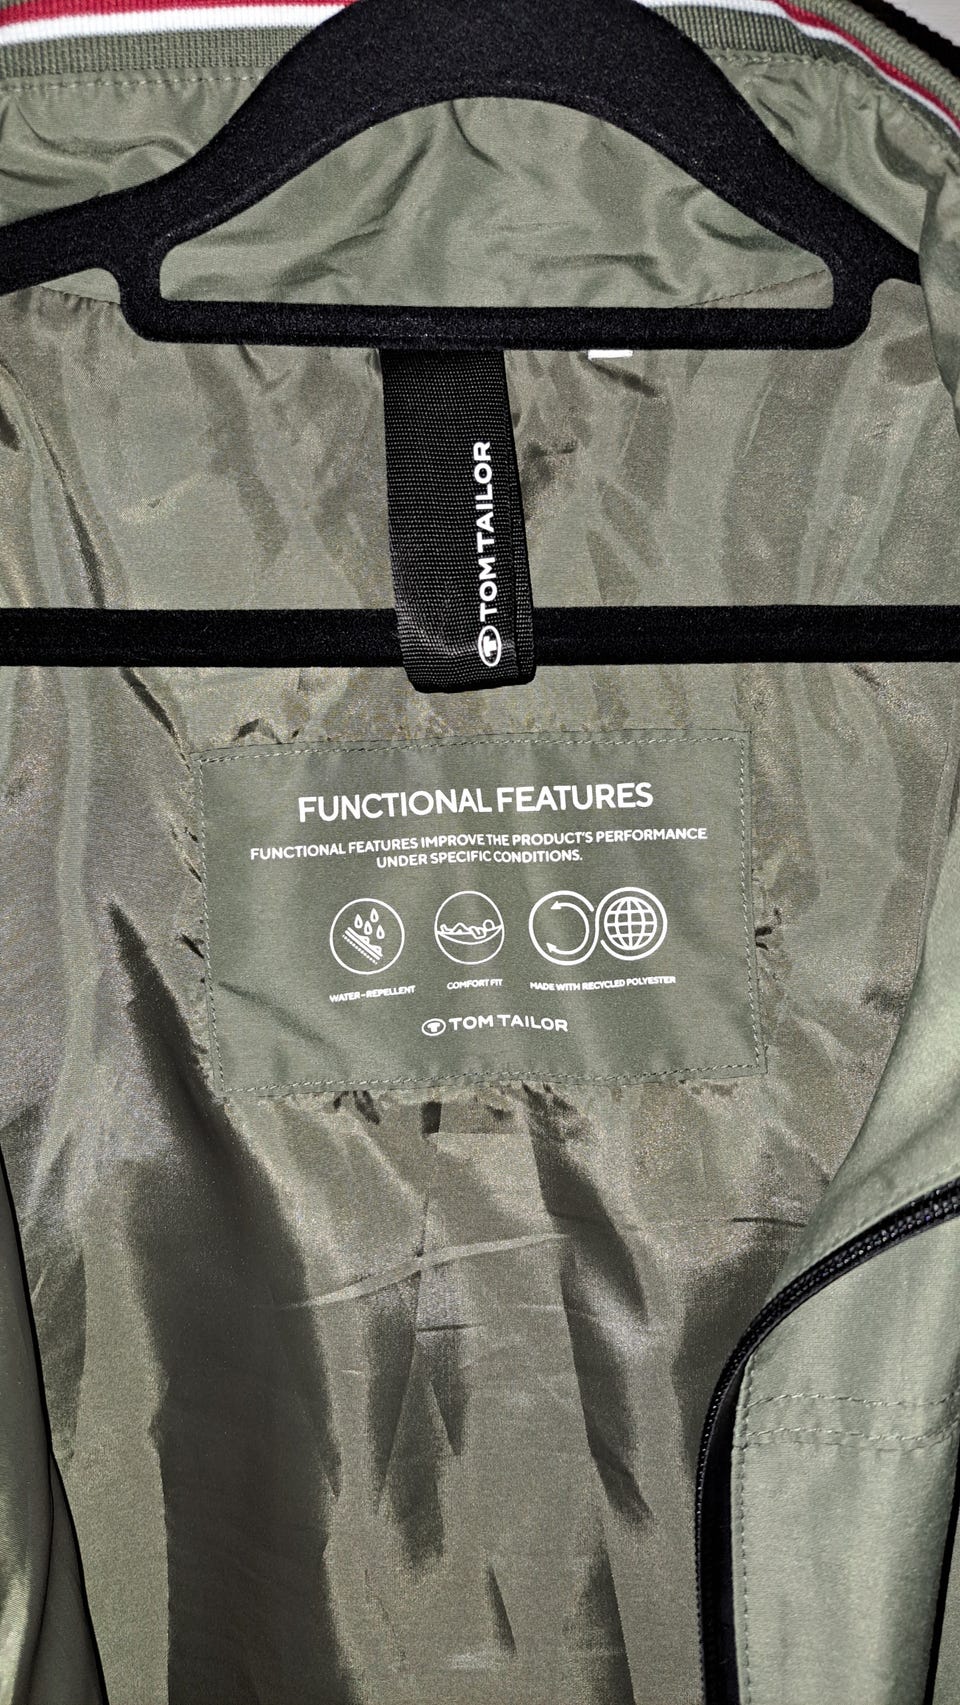 TOM TAILOR
FUNCTIONAL FEATURES
FUNCTIONAL FEATURES IMPROVE THE PRODUCT'S PERFORMANCE
UNDER SPECIFIC CONDITIONS.
WATER-REPELLENT
COMFORT FIT
MADE WITH RECYCLED POLYESTER
TOM TAILOR